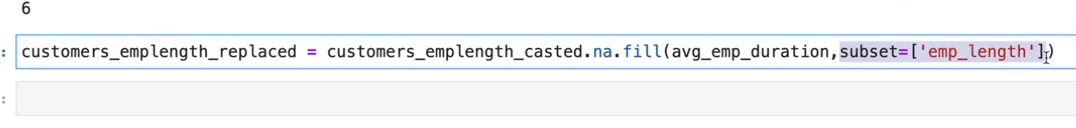 6
: customers_emplength_replaced = customers_emplength_casted.na.fill(avg_emp_duration,subset=['emp_length'])
: